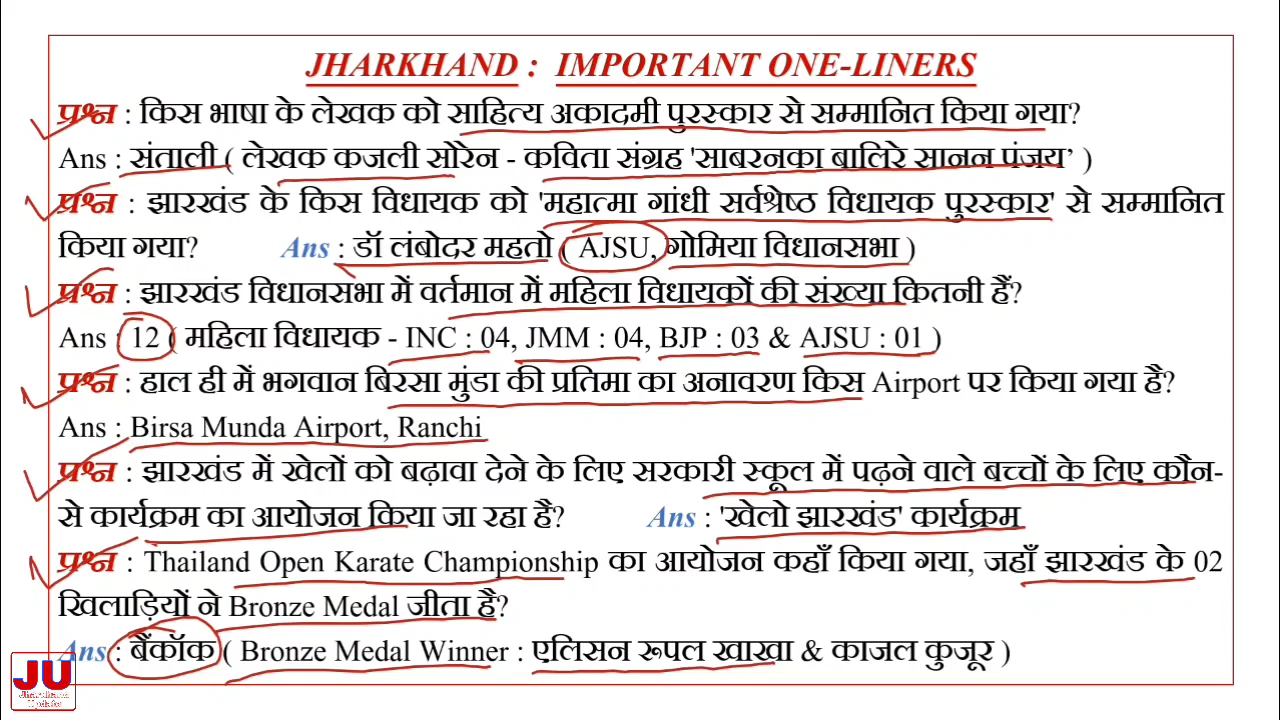 JHARKHAND : IMPORTANT ONE-LINERS
प्रश्न : किस भाषा के लेखक को साहित्य अकादमी पुरस्कार से सम्मानित किया गया?
Ans : संताली ( लेखक कजली सोरेन - कविता संग्रह 'साबरनका बालिरे सानन पंजय’ )
प्रश्न : झारखंड के किस विधायक को 'महात्मा गांधी सर्वश्रेष्ठ विधायक पुरस्कार' से सम्मानित
किया गया? Ans : डॉ लंबोदर महतो ( AJSU, गोमिया विधानसभा )
प्रश्न : झारखंड विधानसभा में वर्तमान में महिला विधायकों की संख्या कितनी हैं?
Ans : 12 ( महिला विधायक - INC : 04, JMM : 04, BJP : 03 & AJSU : 01 )
प्रश्न : हाल ही में भगवान बिरसा मुंडा की प्रतिमा का अनावरण किस Airport पर किया गया है?
Ans : Birsa Munda Airport, Ranchi
प्रश्न : झारखंड में खेलों को बढ़ावा देने के लिए सरकारी स्कूल में पढ़ने वाले बच्चों के लिए कौन-
से कार्यक्रम का आयोजन किया जा रहा है? Ans : 'खेलो झारखंड' कार्यक्रम
प्रश्न : Thailand Open Karate Championship का आयोजन कहाँ किया गया, जहाँ झारखंड के 02
खिलाड़ियों ने Bronze Medal जीता है?
Ans : बैंकॉक ( Bronze Medal Winner : एलिसन रूपल खाखा & काजल कुजूर )
JU
Jharkhand
Updates